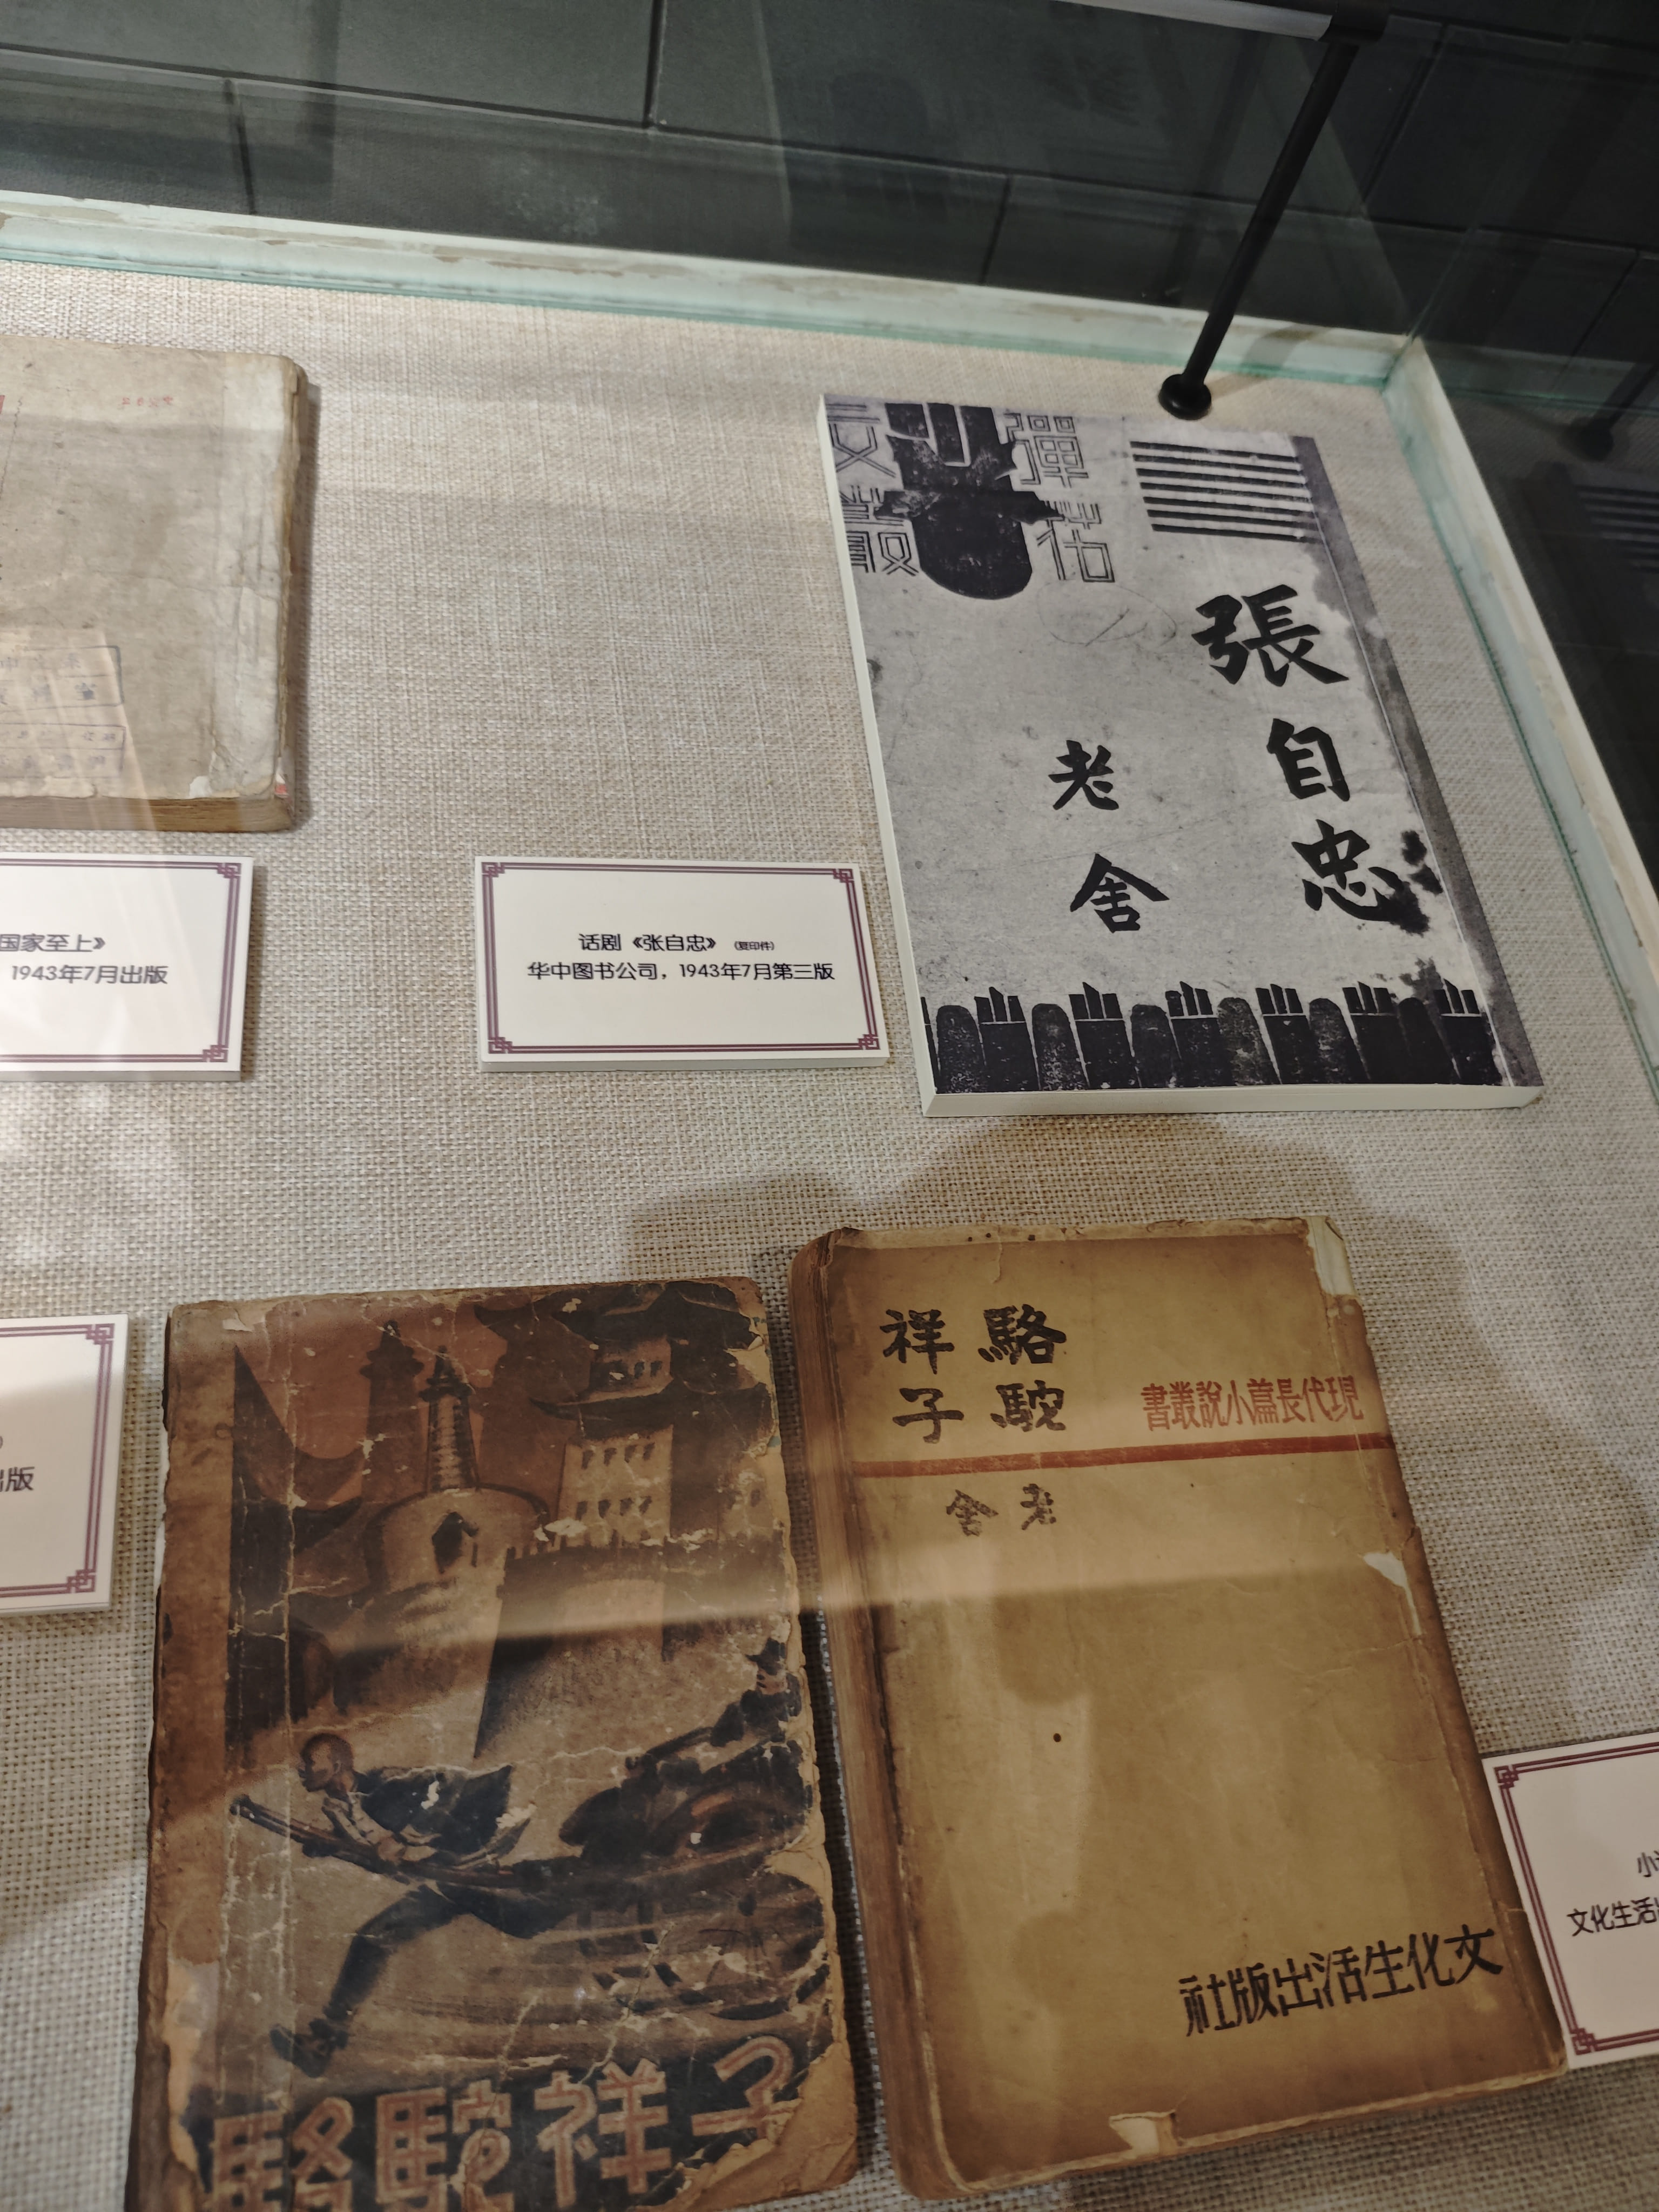 彈花
文叢
張自忠
老舍
国家至上》
1943年7月出版
话剧《张自忠》(复印件)
华中图书公司，1943年7月第三版
出版
駱駝祥子
駱駝
祥子
現代長篇小說叢書
老舍
文化生活出版社
小
文化生活